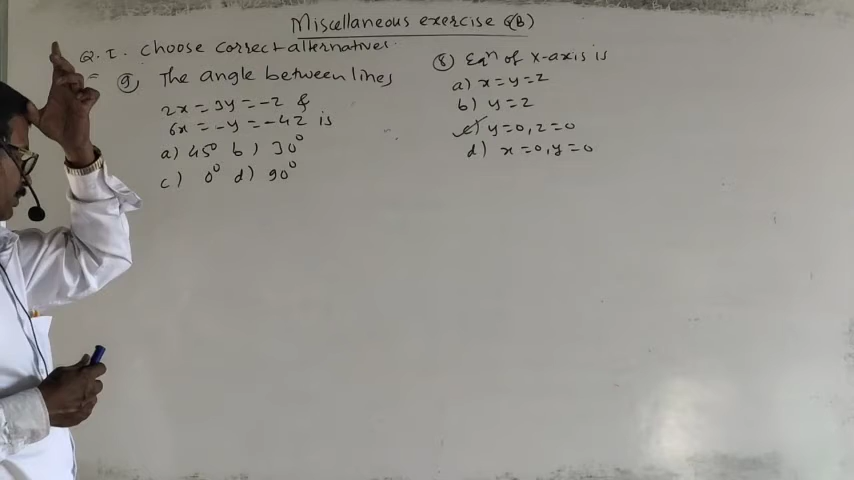 Miscellaneous exercise 6(B)
Q.I. Choose correct alternatives.
9) The angle between lines
2x = 3y = -z &
6x = -y = -4z is
a) 45° b) 30°
c) 0° d) 90°
8) Eqn of x-axis is
a) x=y=z
b) y=z
c) y=0, z=0
d) x=0, y=0